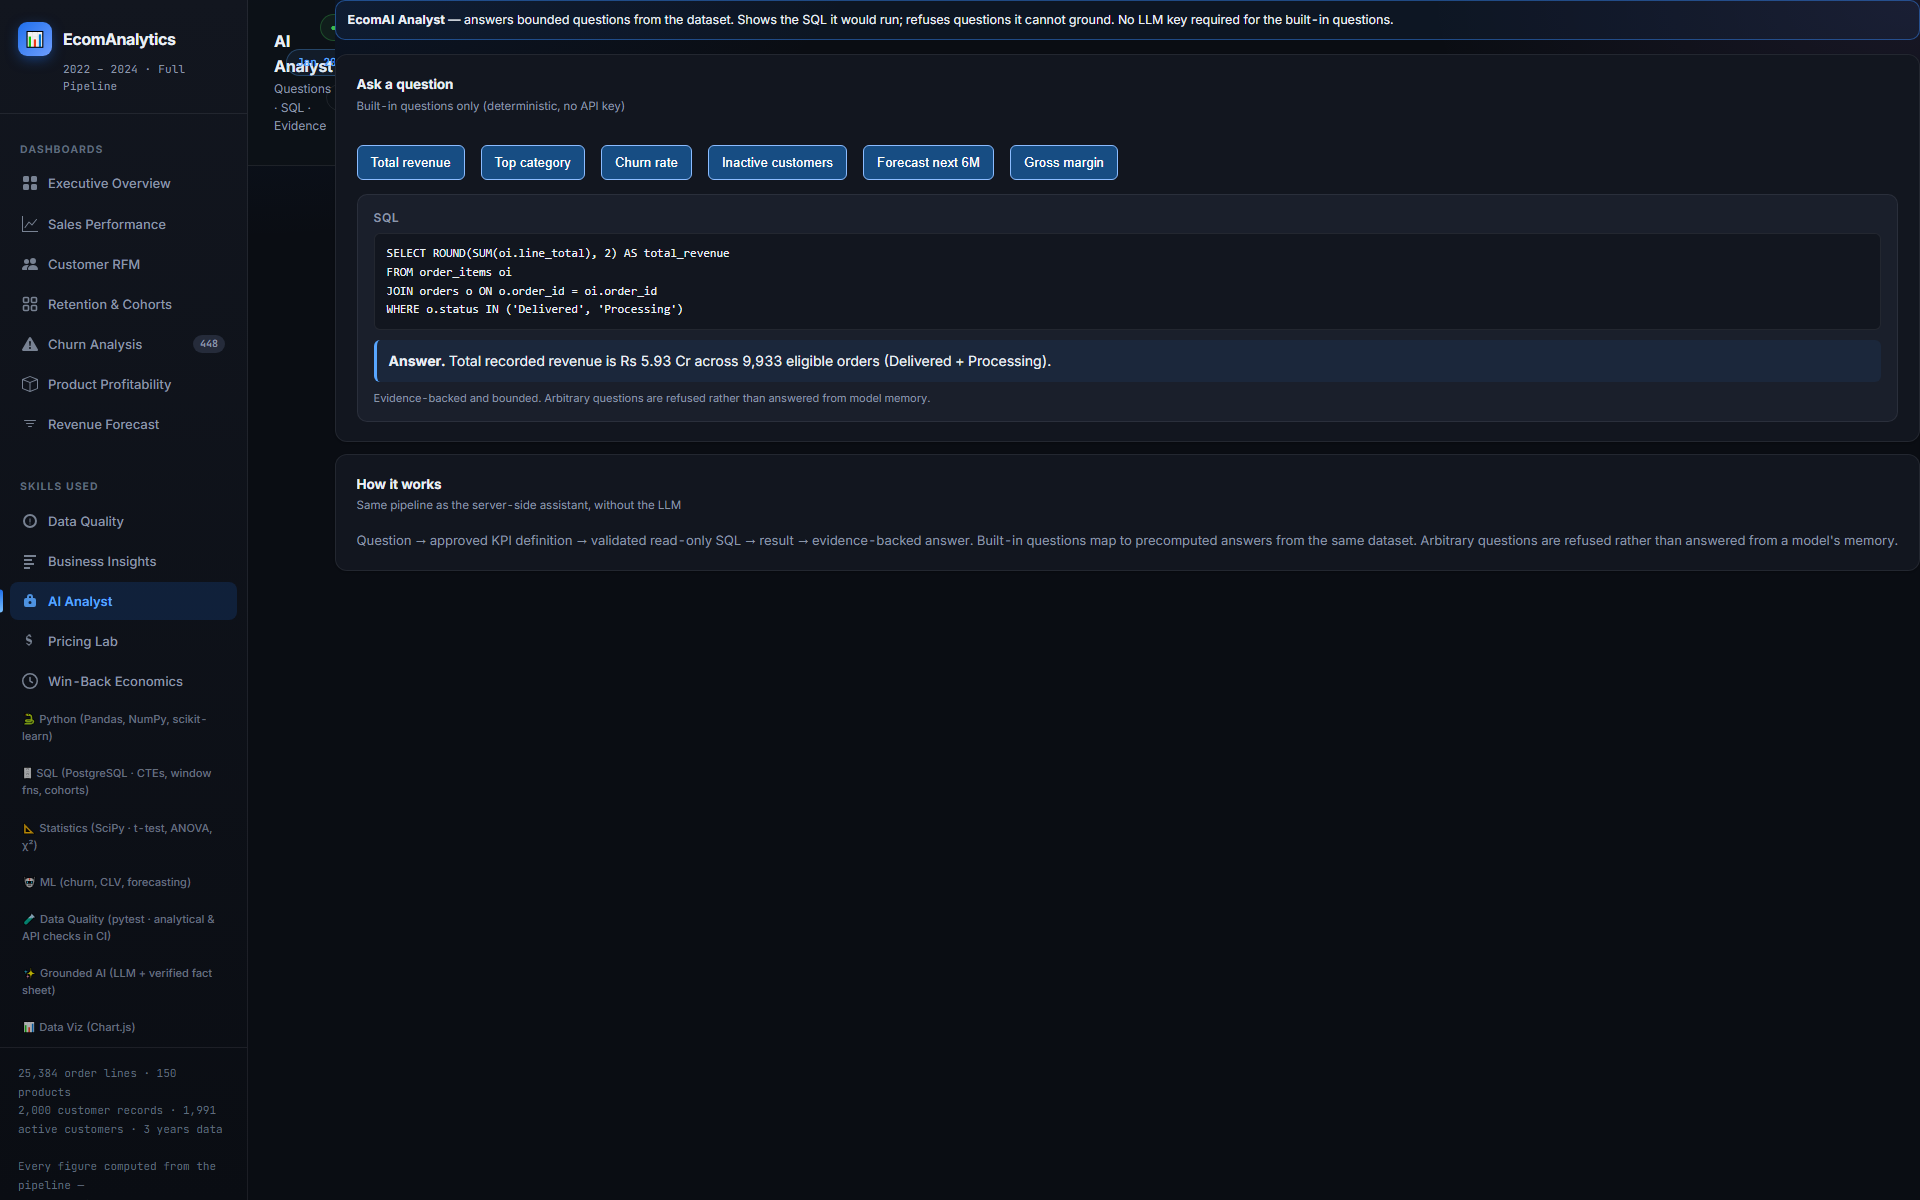 EcomAnalytics
2022 – 2024 · Full
Pipeline
DASHBOARDS
Executive Overview
Sales Performance
Customer RFM
Retention & Cohorts
Churn Analysis
448
Product Profitability
Revenue Forecast
SKILLS USED
Data Quality
Business Insights
AI Analyst
Pricing Lab
Win-Back Economics
Python (Pandas, NumPy, scikit-
learn)
SQL (PostgreSQL · CTEs, window
fns, cohorts)
Statistics (SciPy · t-test, ANOVA,
χ²)
ML (churn, CLV, forecasting)
Data Quality (pytest · analytical &
API checks in CI)
Grounded AI (LLM + verified fact
sheet)
Data Viz (Chart.js)
25,384 order lines · 150
products
2,000 customer records · 1,991
active customers · 3 years data
Every figure computed from the
pipeline —
AI
Analyst
Questions
· SQL ·
Evidence
EcomAI Analyst — answers bounded questions from the dataset. Shows the SQL it would run; refuses questions it cannot ground. No LLM key required for the built-in questions.
Ask a question
Built-in questions only (deterministic, no API key)
Total revenue
Top category
Churn rate
Inactive customers
Forecast next 6M
Gross margin
SQL
SELECT ROUND(SUM(oi.line_total), 2) AS total_revenue
FROM order_items oi
JOIN orders o ON o.order_id = oi.order_id
WHERE o.status IN ('Delivered', 'Processing')
Answer. Total recorded revenue is Rs 5.93 Cr across 9,933 eligible orders (Delivered + Processing).
Evidence-backed and bounded. Arbitrary questions are refused rather than answered from model memory.
How it works
Same pipeline as the server-side assistant, without the LLM
Question → approved KPI definition → validated read-only SQL → result → evidence-backed answer. Built-in questions map to precomputed answers from the same dataset. Arbitrary questions are refused rather than answered from a model's memory.